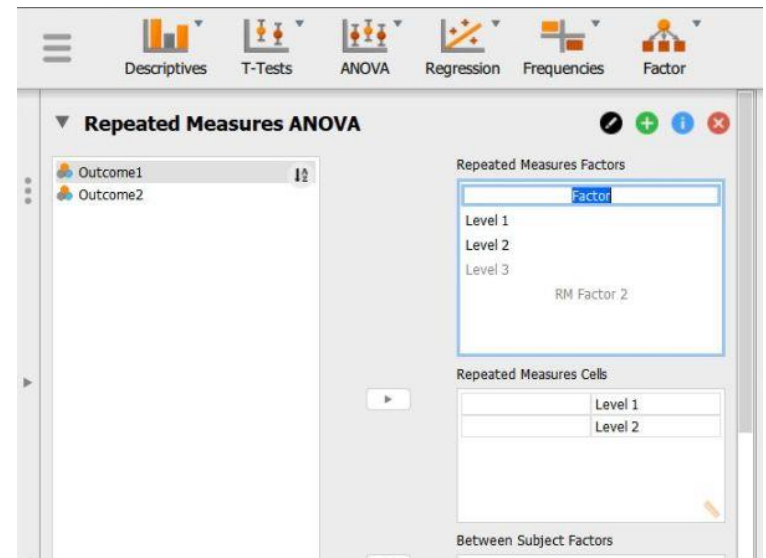 Descriptives T-Tests ANOVA Regression Frequencies Factor
Repeated Measures ANOVA
Outcome1
Outcome2
Repeated Measures Factors
Factor
Level 1
Level 2
Level 3
RM Factor 2
Repeated Measures Cells
Level 1
Level 2
Between Subject Factors